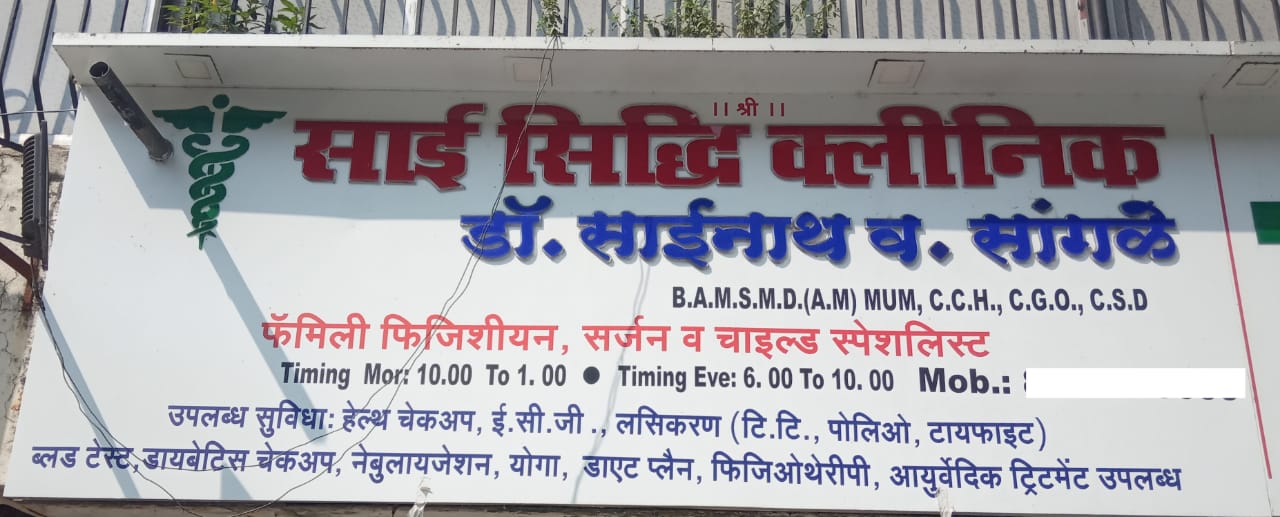 ।। श्री ।।
साई सिद्धि क्लीनिक
डॉ. साईनाथ व. सांगळे
B.A.M.S.M.D.(A.M) MUM, C.C.H., C.G.O., C.S.D
फॅमिली फिजिशीयन, सर्जन व चाइल्ड स्पेशलिस्ट
Timing Mor: 10.00 To 1. 00 ● Timing Eve: 6. 00 To 10. 00 Mob.:
उपलब्ध सुविधा: हेल्थ चेकअप, ई.सी.जी ., लसिकरण (टि.टि., पोलिओ, टायफाइट)
ब्लड टेस्ट,डायबेटिस चेकअप, नेबुलायजेशन, योगा, डाएट प्लॅन, फिजिओथेरीपी, आयुर्वेदिक ट्रिटमेंट उपलब्ध